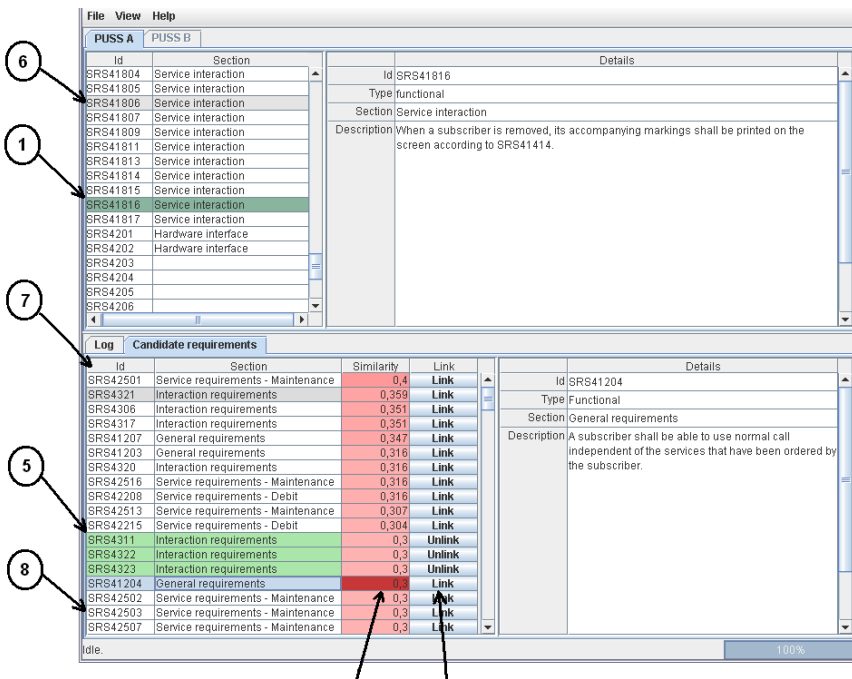 File View Help
PUSS A PUSS B
Id Section
SRS41804 Service interaction
SRS41805 Service interaction
SRS41806 Service interaction
SRS41807 Service interaction
SRS41809 Service interaction
SRS41811 Service interaction
SRS41813 Service interaction
SRS41814 Service interaction
SRS41815 Service interaction
SRS41816 Service interaction
SRS41817 Service interaction
SRS4201 Hardware interface
SRS4202 Hardware interface
SRS4203
SRS4204
SRS4205
SRS4206
Details
Id SRS41816
Type functional
Section Service interaction
Description When a subscriber is removed, its accompanying markings shall be printed on the
screen according to SRS41414.
6
1
7
5
8
Log Candidate requirements
Id Section Similarity Link
SRS42501 Service requirements - Maintenance 0,4 Link
SRS4321 Interaction requirements 0,359 Link
SRS4306 Interaction requirements 0,351 Link
SRS4317 Interaction requirements 0,351 Link
SRS41207 General requirements 0,347 Link
SRS41203 General requirements 0,316 Link
SRS4320 Interaction requirements 0,316 Link
SRS42516 Service requirements - Maintenance 0,316 Link
SRS42208 Service requirements - Debit 0,316 Link
SRS42513 Service requirements - Maintenance 0,307 Link
SRS42215 Service requirements - Debit 0,304 Link
SRS4311 Interaction requirements 0,3 Unlink
SRS4322 Interaction requirements 0,3 Unlink
SRS4323 Interaction requirements 0,3 Unlink
SRS41204 General requirements 0,3 Link
SRS42502 Service requirements - Maintenance 0,3 Link
SRS42503 Service requirements - Maintenance 0,3 Link
SRS42507 Service requirements - Maintenance 0,3 Link
Details
Id SRS41204
Type Functional
Section General requirements
Description A subscriber shall be able to use normal call
independent of the services that have been ordered by
the subscriber.
Idle.
100%